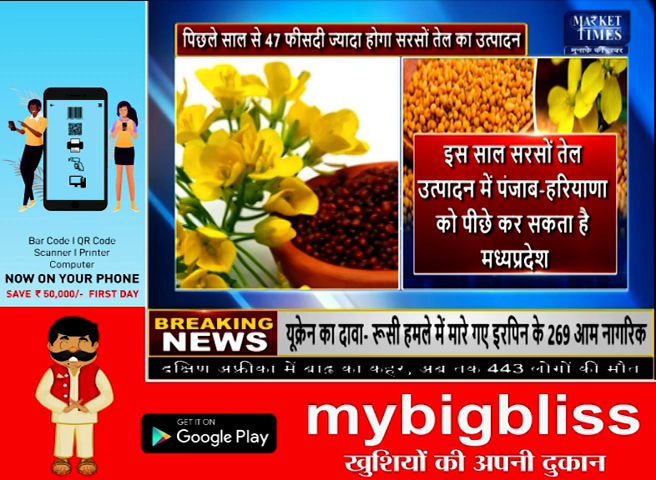 पिछले साल से 47 फीसदी ज्यादा होगा सरसों तेल का उत्पादन
MARKET
TIMES
मुनाफे की खबर
इस साल सरसों तेल
उत्पादन में पंजाब-हरियाणा
को पीछे कर सकता है
मध्यप्रदेश
Bar Code I QR Code
Scanner I Printer
Computer
NOW ON YOUR PHONE
SAVE ₹ 50,000/- FIRST DAY
BREAKING
NEWS
यूक्रेन का दावा- रूसी हमले में मारे गए इरपिन के 269 आम नागरिक
दक्षिण अफ्रीका में बाढ़ का कहर, अब तक 443 लोगों की मौत
GET IT ON
Google Play
mybigbliss
खुशियों की अपनी दुकान